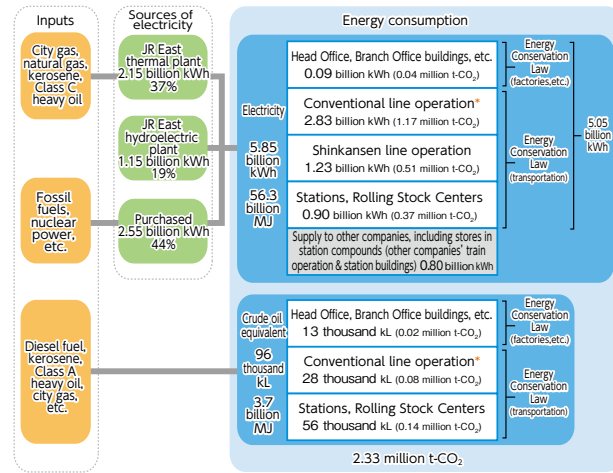 Inputs
Sources of
electricity
Energy consumption
City gas,
natural gas,
kerosene,
Class C
heavy oil
JR East
thermal plant
2.15 billion kWh
37%
JR East
hydroelectric
plant
1.15 billion kWh
19%
Fossil
fuels,
nuclear
power,
etc.
Purchased
2.55 billion kWh
44%
Electricity
5.85
billion
kWh
56.3
billion
MJ
Head Office, Branch Office buildings, etc.
0.09 billion kWh (0.04 million t-CO₂)
Conventional line operation*
2.83 billion kWh (1.17 million t-CO₂)
Shinkansen line operation
1.23 billion kWh (0.51 million t-CO₂)
Stations, Rolling Stock Centers
0.90 billion kWh (0.37 million t-CO₂)
Supply to other companies, including stores in
station compounds (other companies' train
operation & station buildings) 0.80 billion kWh
Energy
Conservation
Law
(factories,etc.)
Energy
Conservation
Law
(transportation)
5.05
billion
kWh
Diesel fuel,
kerosene,
Class A
heavy oil,
city gas,
etc.
Crude oil
equivalent
96
thousand
kL
3.7
billion
MJ
Head Office, Branch Office buildings, etc.
13 thousand kL (0.02 million t-CO₂)
Conventional line operation*
28 thousand kL (0.08 million t-CO₂)
Stations, Rolling Stock Centers
56 thousand kL (0.14 million t-CO₂)
Energy
Conservation
Law
(factories,etc.)
Energy
Conservation
Law
(transportation)
2.33 million t-CO₂